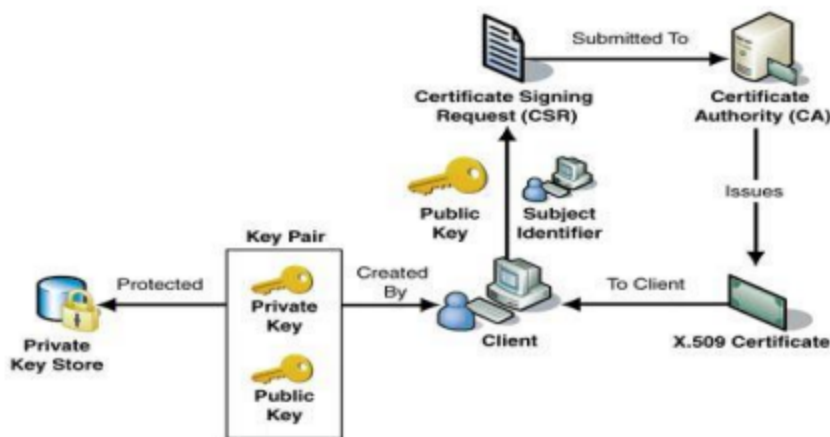 Submitted To
Certificate Signing
Request (CSR)
Certificate
Authority (CA)
Issues
Public
Key
Subject
Identifier
Key Pair
Protected
Private
Key
Created
By
To Client
Private
Key Store
Client
X.509 Certificate
Public
Key